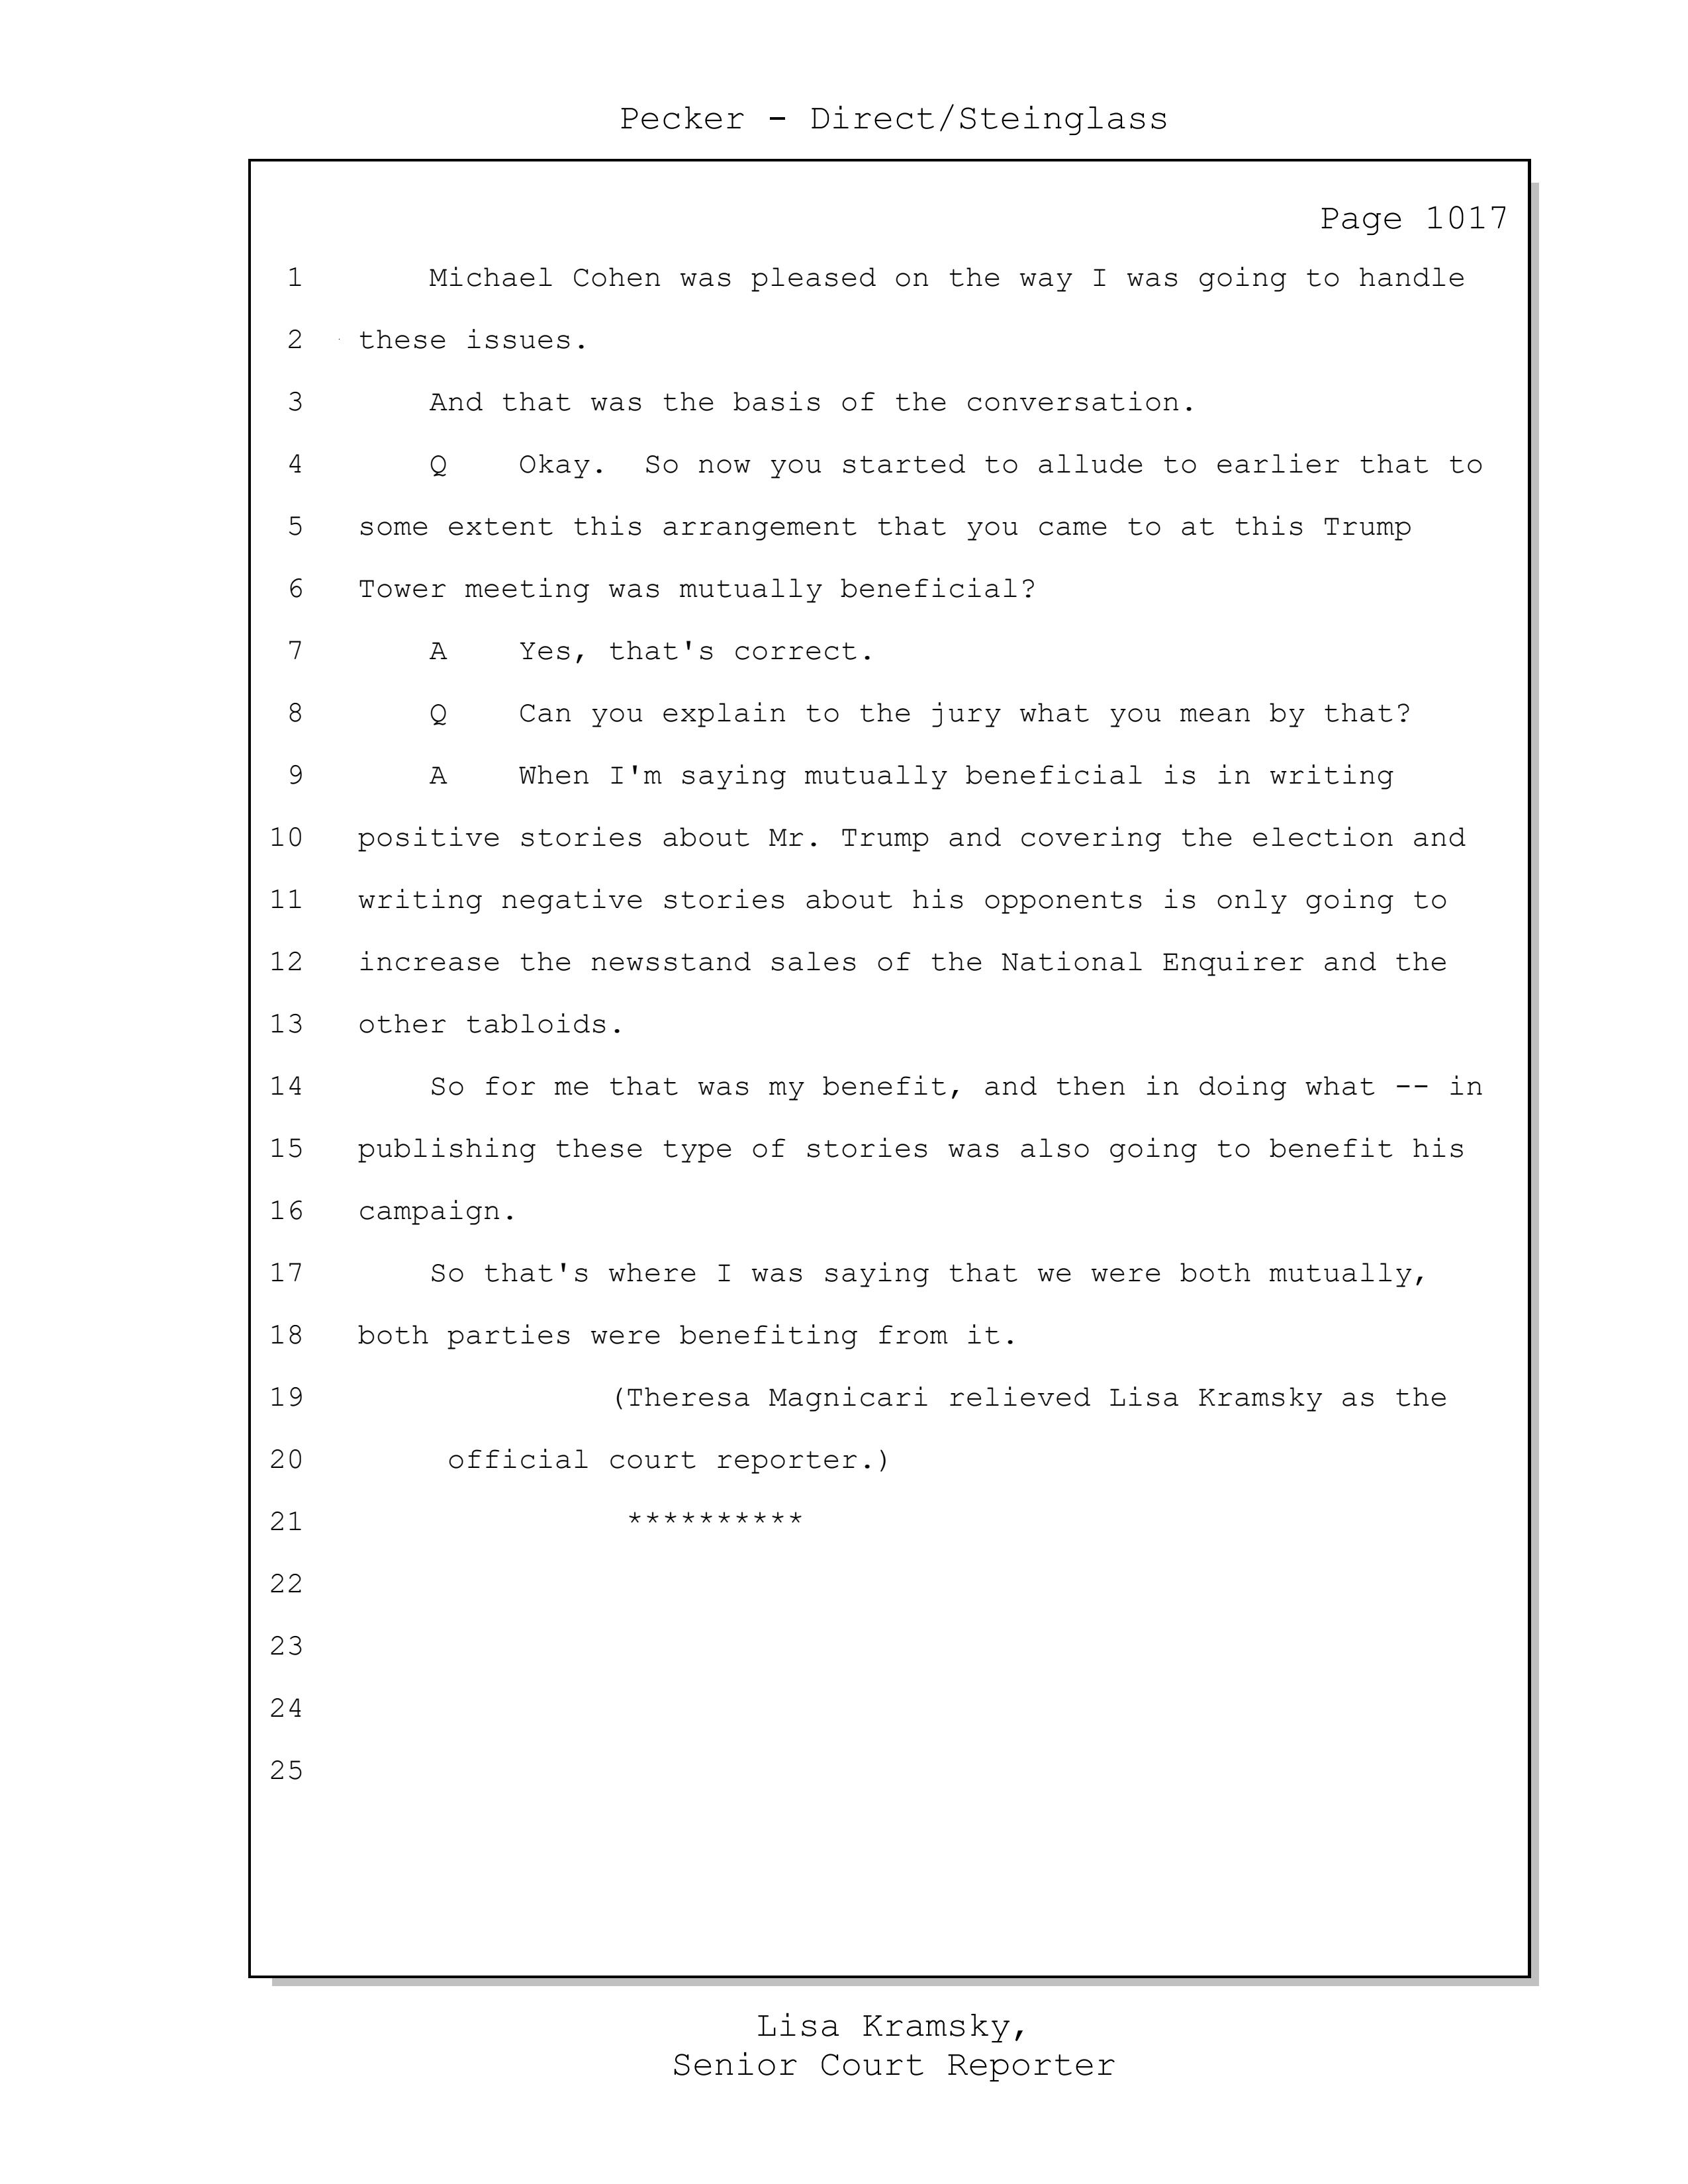 Pecker - Direct/Steinglass
Page 1017
1 Michael Cohen was pleased on the way I was going to handle
2 these issues.
3 And that was the basis of the conversation.
4 Q Okay. So now you started to allude to earlier that to
5 some extent this arrangement that you came to at this Trump
6 Tower meeting was mutually beneficial?
7 A Yes, that's correct.
8 Q Can you explain to the jury what you mean by that?
9 A When I'm saying mutually beneficial is in writing
10 positive stories about Mr. Trump and covering the election and
11 writing negative stories about his opponents is only going to
12 increase the newsstand sales of the National Enquirer and the
13 other tabloids.
14 So for me that was my benefit, and then in doing what -- in
15 publishing these type of stories was also going to benefit his
16 campaign.
17 So that's where I was saying that we were both mutually,
18 both parties were benefiting from it.
19 (Theresa Magnicari relieved Lisa Kramsky as the
20 official court reporter.)
21 **********
22
23
24
25
Lisa Kramsky,
Senior Court Reporter